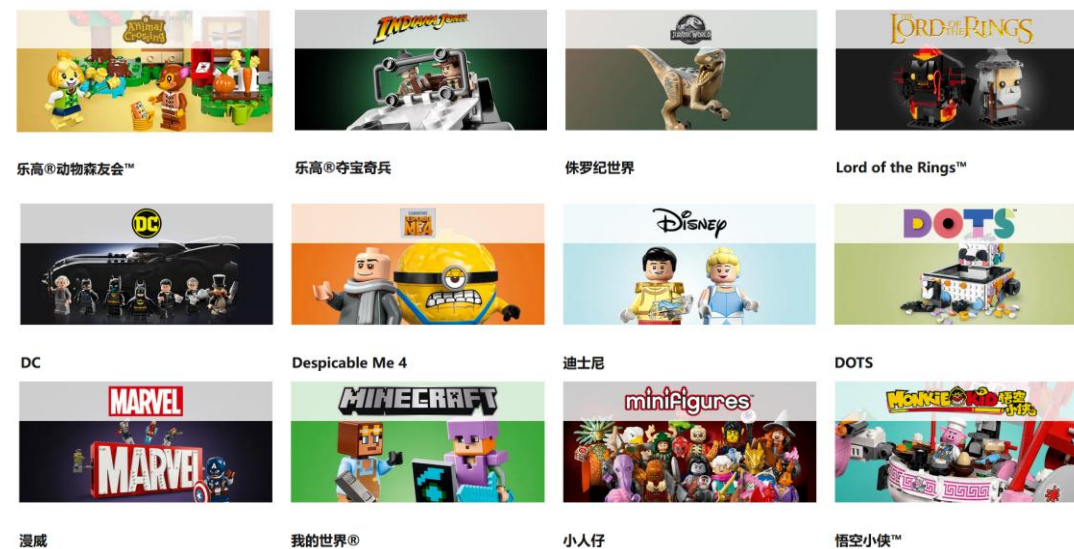 Animal
Crossing
INDIANA JONES
JURASSIC WORLD
THE
LORD OF THE RINGS
乐高®动物森友会™
乐高®夺宝奇兵
侏罗纪世界
Lord of the Rings™
DC
DESPICABLE
ME4
Disney
DOTS™
DC
Despicable Me 4
迪士尼
DOTS
MARVEL
MARVEL
MINECRAFT
minifigures
MONKIE KID 悟空
小侠
漫威
我的世界®
小人仔
悟空小侠™